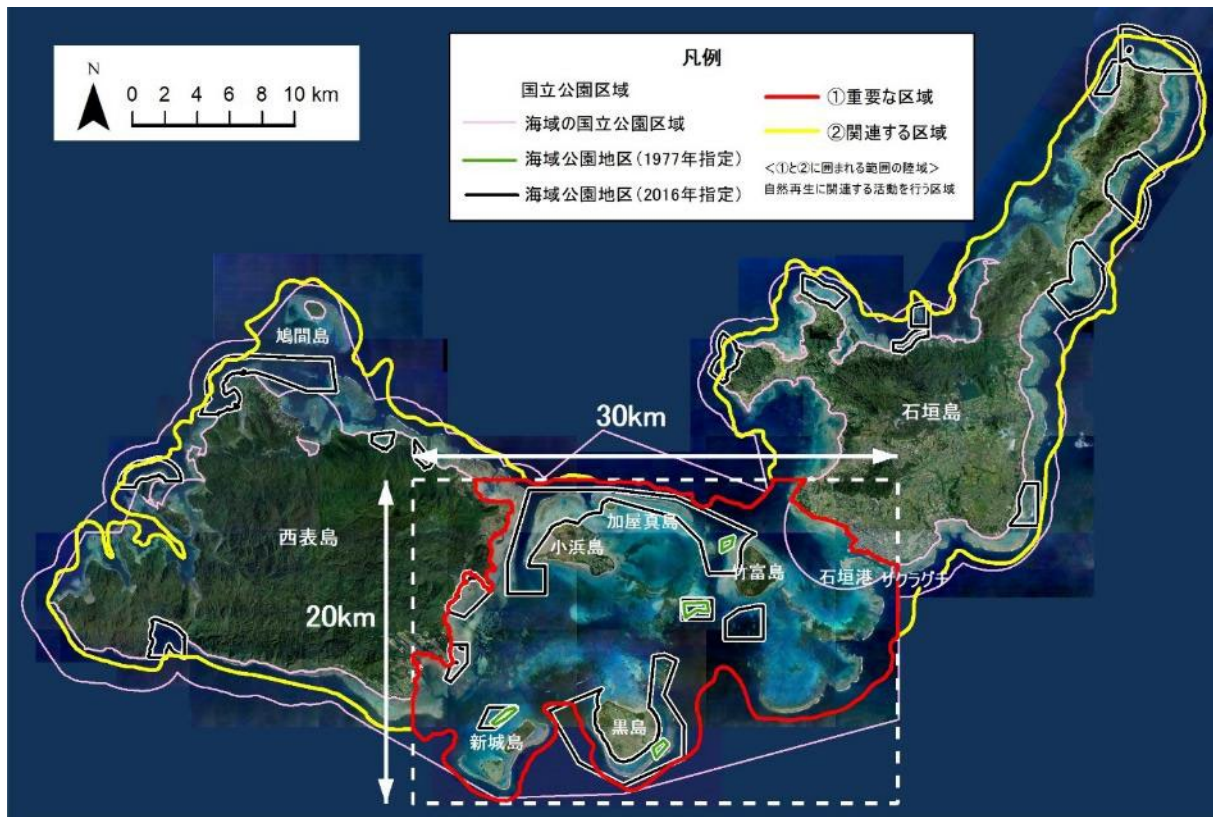 N
0 2 4 6 8 10 km
凡例
国立公園区域
海域の国立公園区域
海域公園地区(1977年指定)
海域公園地区(2016年指定)
①重要な区域
②関連する区域
<①と②に囲まれる範囲の陸域>
自然再生に関連する活動を行う区域
鳩間島
石垣島
30km
西表島
加屋真島
小浜島
竹富島
石垣港 サクラグチ
20km
新城島
黒島